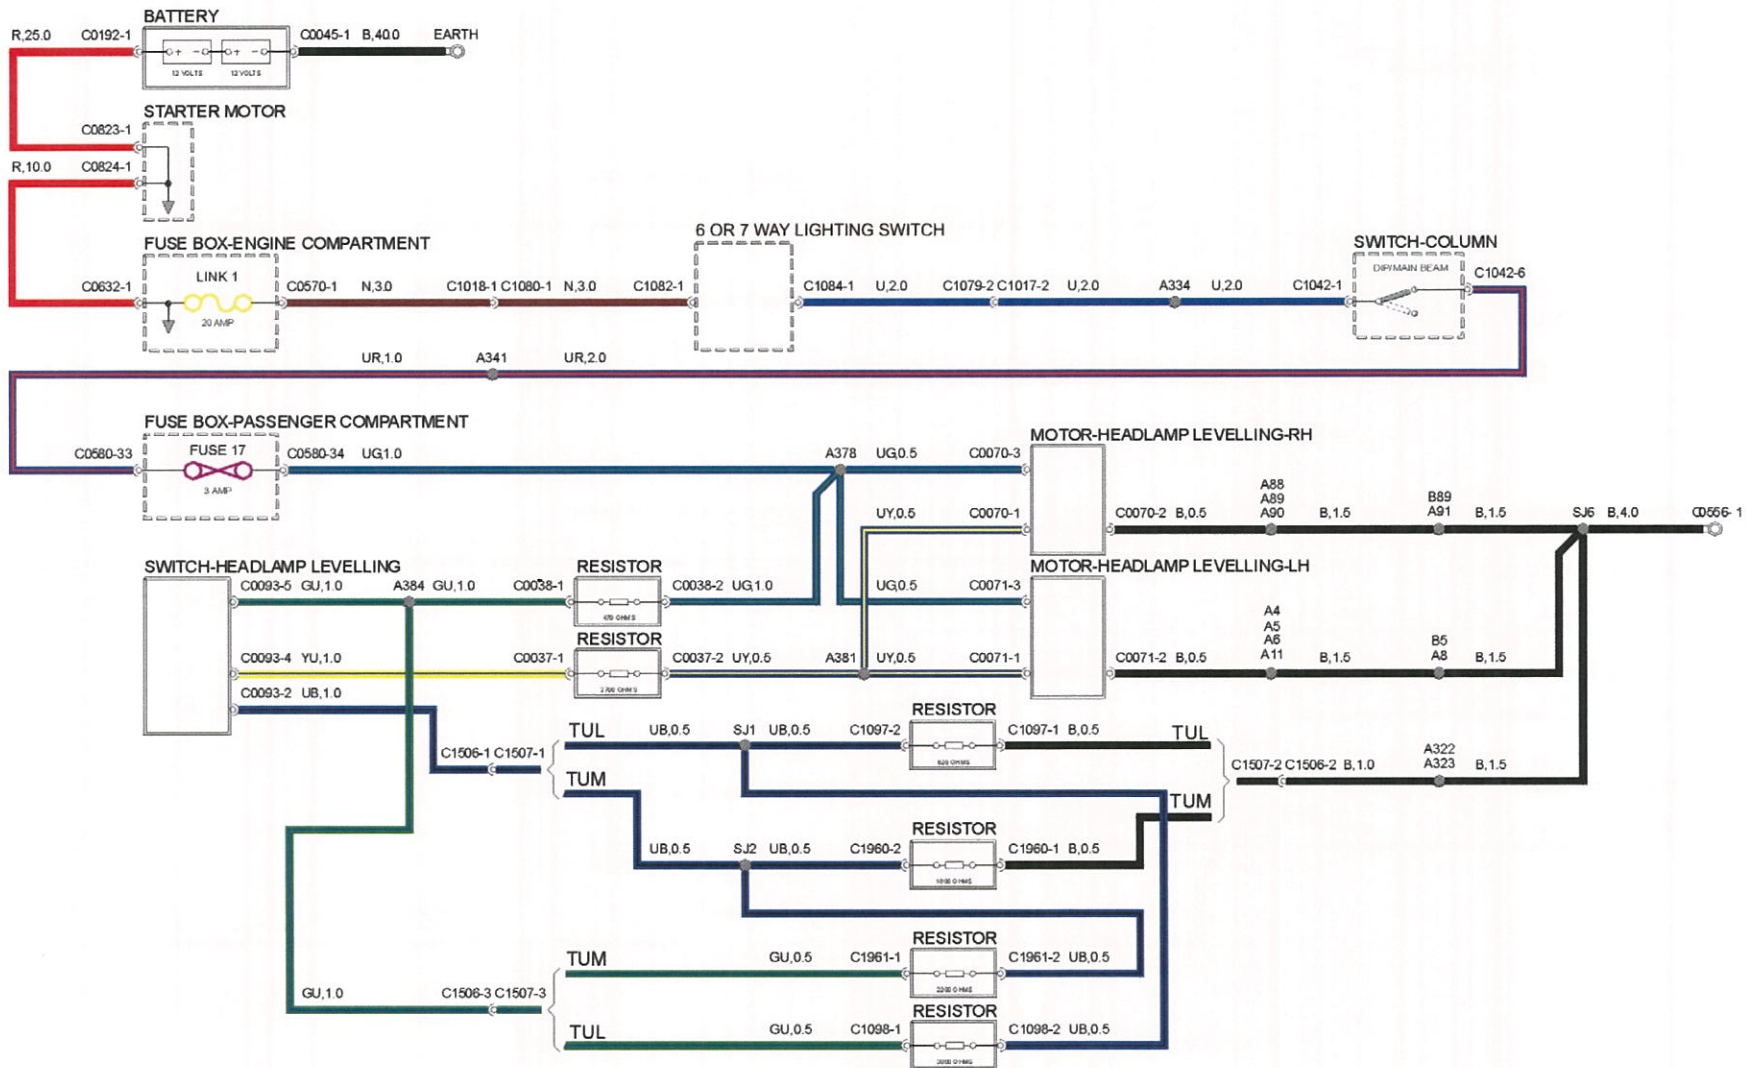 BATTERY
R,25.0 C0192-1 C0045-1 B,40.0 EARTH
+ - + -
12 VOLTS 12 VOLTS
STARTER MOTOR
C0823-1
R,10.0 C0824-1
6 OR 7 WAY LIGHTING SWITCH
FUSE BOX-ENGINE COMPARTMENT SWITCH-COLUMN
DIP/MAIN BEAM
LINK 1 C1042-6
C0632-1 C0570-1 N,3.0 C1018-1 C1080-1 N,3.0 C1082-1 C1084-1 U,2.0 C1079-2 C1017-2 U,2.0 A334 U,2.0 C1042-1
20 AMP
UR,1.0 A341 UR,2.0
FUSE BOX-PASSENGER COMPARTMENT
MOTOR-HEADLAMP LEVELLING-RH
FUSE 17
C0580-33 C0580-34 UG,1.0 A378 UG,0.5 C0070-3
3 AMP
A88
A89 B89
UY,0.5 C0070-1 C0070-2 B,0.5 A90 B,1.5 A91 B,1.5 SJ6 B,4.0 C0556-1
SWITCH-HEADLAMP LEVELLING RESISTOR MOTOR-HEADLAMP LEVELLING-LH
C0093-5 GU,1.0 A384 GU,1.0 C0038-1 C0038-2 UG,1.0 UG,0.5 C0071-3
A4
A5
RESISTOR A6 B5
C0093-4 YU,1.0 C0037-1 C0037-2 UY,0.5 A381 UY,0.5 C0071-1 C0071-2 B,0.5 A11 B,1.5 A8 B,1.5
2700 OHMS
C0093-2 UB,1.0
RESISTOR
TUL UB,0.5 SJ1 UB,0.5 C1097-2 C1097-1 B,0.5 TUL
C1506-1 C1507-1 A322
C1507-2 C1506-2 B,1.0 A323 B,1.5
TUM
TUM
RESISTOR
UB,0.5 SJ2 UB,0.5 C1960-2 C1960-1 B,0.5
RESISTOR
TUM GU,0.5 C1961-1 C1961-2 UB,0.5
2200 OHMS
GU,1.0 C1506-3 C1507-3
RESISTOR
TUL GU,0.5 C1098-1 C1098-2 UB,0.5